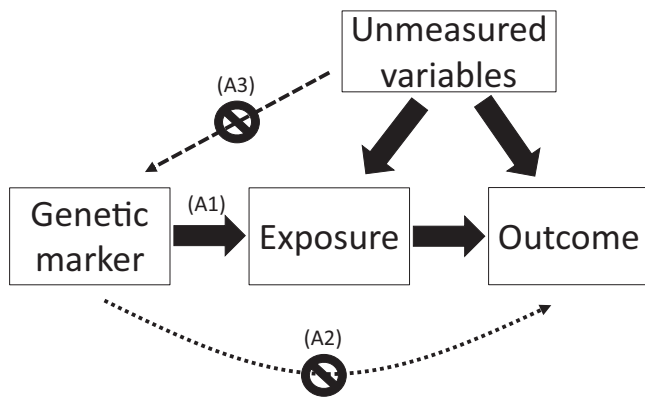 Unmeasured
variables
(A3)
Genetic
marker
(A1)
Exposure
Outcome
(A2)